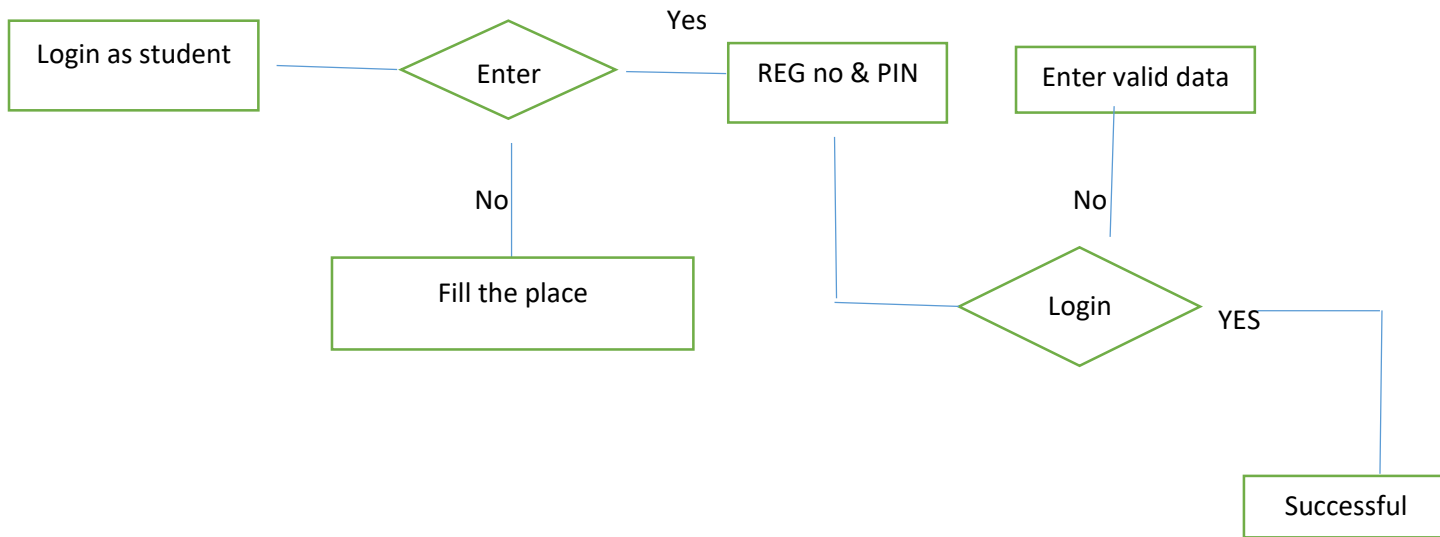 Yes
Login as student
Enter
REG no & PIN
Enter valid data
No
No
Fill the place
Login
YES
Successful